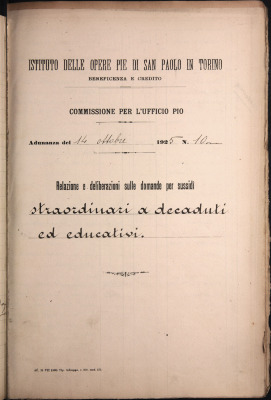 ISTITUTO DELLE OPERE PIE DI SAN PAOLO IN TORINO
BENEFICENZA E CREDITO
COMMISSIONE PER L'UFFICIO PIO
Adunanza del 14 ottobre 1925 N. 10
Relazione e deliberazioni sulle domande per sussidi
straordinari a decaduti
ed educativi.